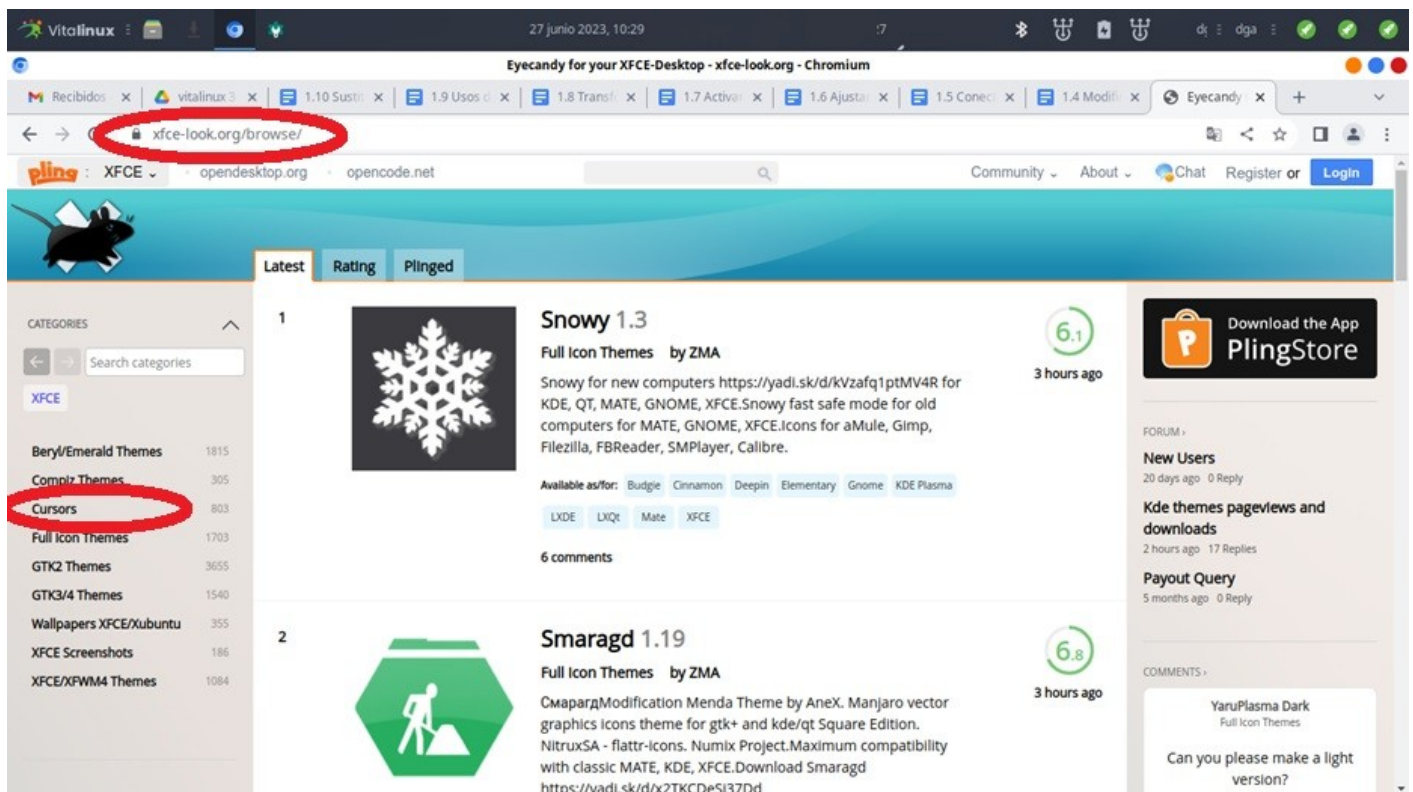 Vitalinux
27 junio 2023, 10:29
:7
dga
Eyecandy for your XFCE-Desktop - xfce-look.org - Chromium
Recibidos
vitalinux 3
1.10 Sustit
1.9 Usos d
1.8 Transf
1.7 Activar
1.6 Ajustar
1.5 Conec
1.4 Modifi
Eyecandy
xfce-look.org/browse/
pling : XFCE
opendesktop.org
opencode.net
Community
About
Chat
Register or
Login
Latest
Rating
Plinged
CATEGORIES
Search categories
XFCE
Beryl/Emerald Themes 1815
Compiz Themes 305
Cursors 803
Full Icon Themes 1703
GTK2 Themes 3655
GTK3/4 Themes 1540
Wallpapers XFCE/Xubuntu 355
XFCE Screenshots 186
XFCE/XFWM4 Themes 1084
1
Snowy 1.3
Full Icon Themes by ZMA
Snowy for new computers https://yadi.sk/d/kVzafq1ptMV4R for
KDE, QT, MATE, GNOME, XFCE.Snowy fast safe mode for old
computers for MATE, GNOME, XFCE.Icons for aMule, Gimp,
Filezilla, FBReader, SMPlayer, Calibre.
Available as/for: Budgie Cinnamon Deepin Elementary Gnome KDE Plasma
LXDE LXQt Mate XFCE
6 comments
6.1
3 hours ago
2
Smaragd 1.19
Full Icon Themes by ZMA
СмарагдModification Menda Theme by AneX. Manjaro vector
graphics icons theme for gtk+ and kde/qt Square Edition.
NitruxSA - flattr-icons. Numix Project.Maximum compatibility
with classic MATE, KDE, XFCE.Download Smaragd
https://yadi.sk/d/x2TKCDeSj37Dd
6.8
3 hours ago
Download the App
PlingStore
FORUM ›
New Users
20 days ago 0 Reply
Kde themes pageviews and
downloads
2 hours ago 17 Replies
Payout Query
5 months ago 0 Reply
COMMENTS ›
YaruPlasma Dark
Full Icon Themes
Can you please make a light
version?